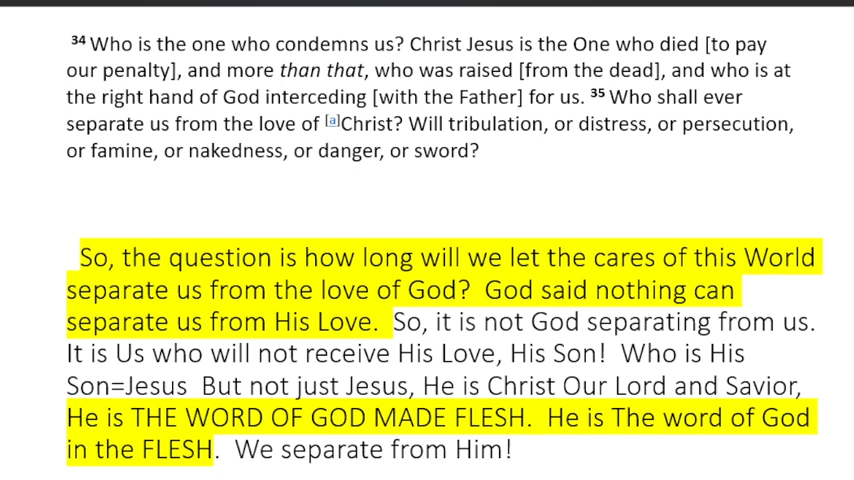 34 Who is the one who condemns us? Christ Jesus is the One who died [to pay
our penalty], and more than that, who was raised [from the dead], and who is at
the right hand of God interceding [with the Father] for us. 35 Who shall ever
separate us from the love of [a]Christ? Will tribulation, or distress, or persecution,
or famine, or nakedness, or danger, or sword?
So, the question is how long will we let the cares of this World
separate us from the love of God?  God said nothing can
separate us from His Love.  So, it is not God separating from us.
It is Us who will not receive His Love, His Son!  Who is His
Son=Jesus  But not just Jesus, He is Christ Our Lord and Savior,
He is THE WORD OF GOD MADE FLESH.  He is The word of God
in the FLESH.  We separate from Him!